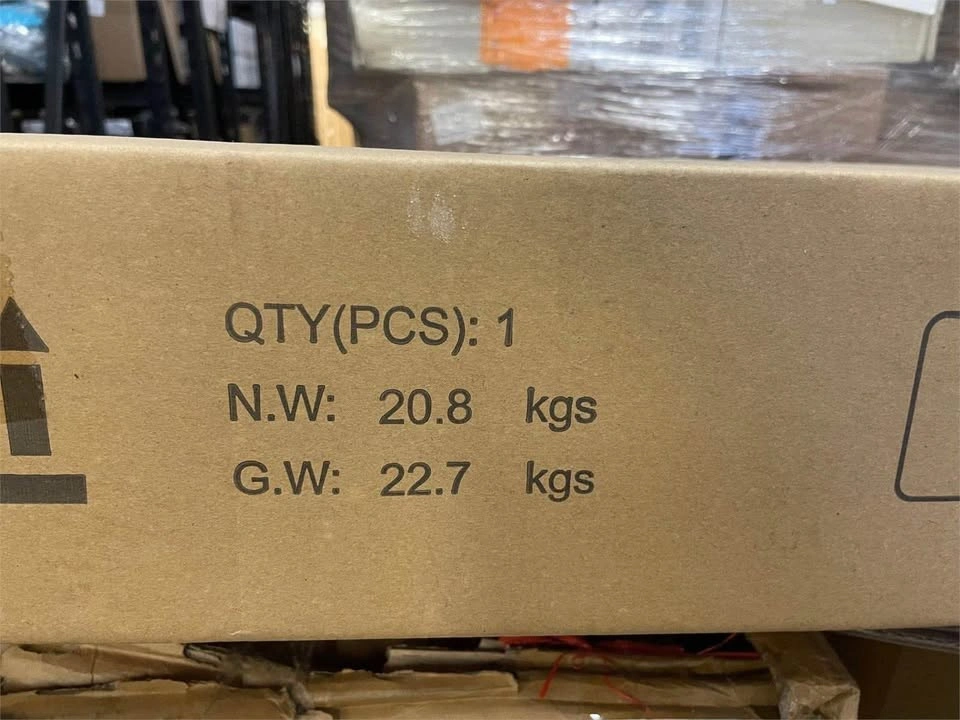 QTY(PCS): 1
N.W: 20.8 kgs
G.W: 22.7 kgs